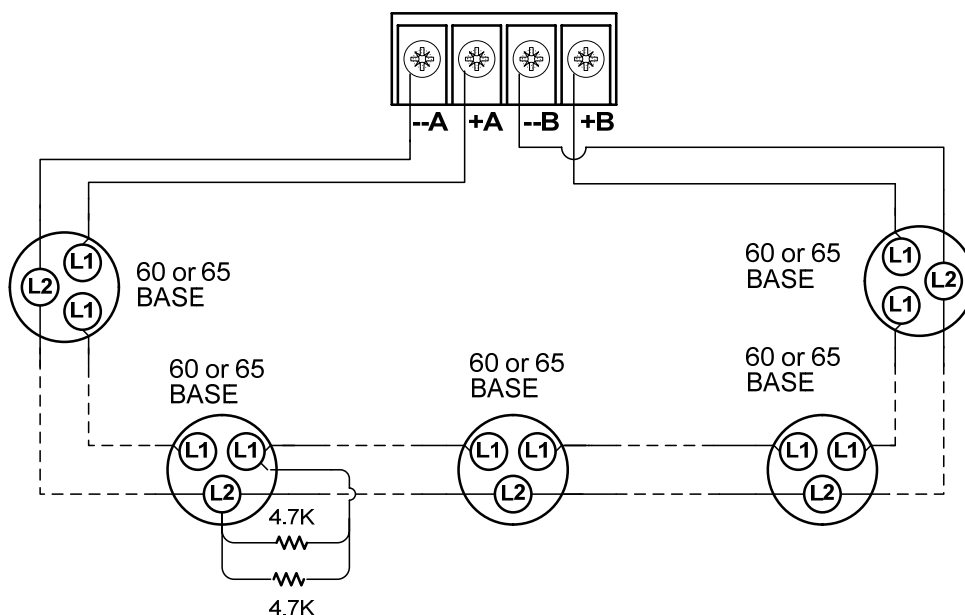 --A +A --B +B
L1
L2
L1
60 or 65
BASE
60 or 65
BASE
L1
L2
L1
60 or 65
BASE
60 or 65
BASE
60 or 65
BASE
L1 L1
L2
L1 L1
L2
L1 L1
L2
4.7K
4.7K